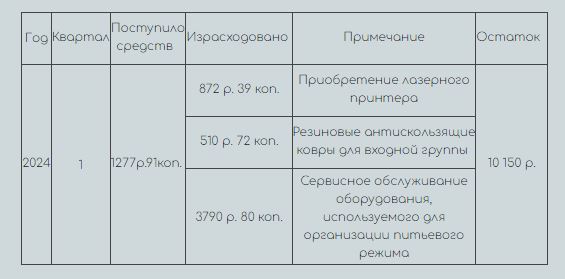 Год Квартал Поступило средств Израсходовано Примечание Остаток
2024 1 1277р.91коп. 872 р. 39 коп. Приобретение лазерного
принтера
510 р. 72 коп. Резиновые антискользящие
ковры для входной группы
10 150 р.
3790 р. 80 коп. Сервисное обслуживание
оборудования,
используемого для
организации питьевого
режима